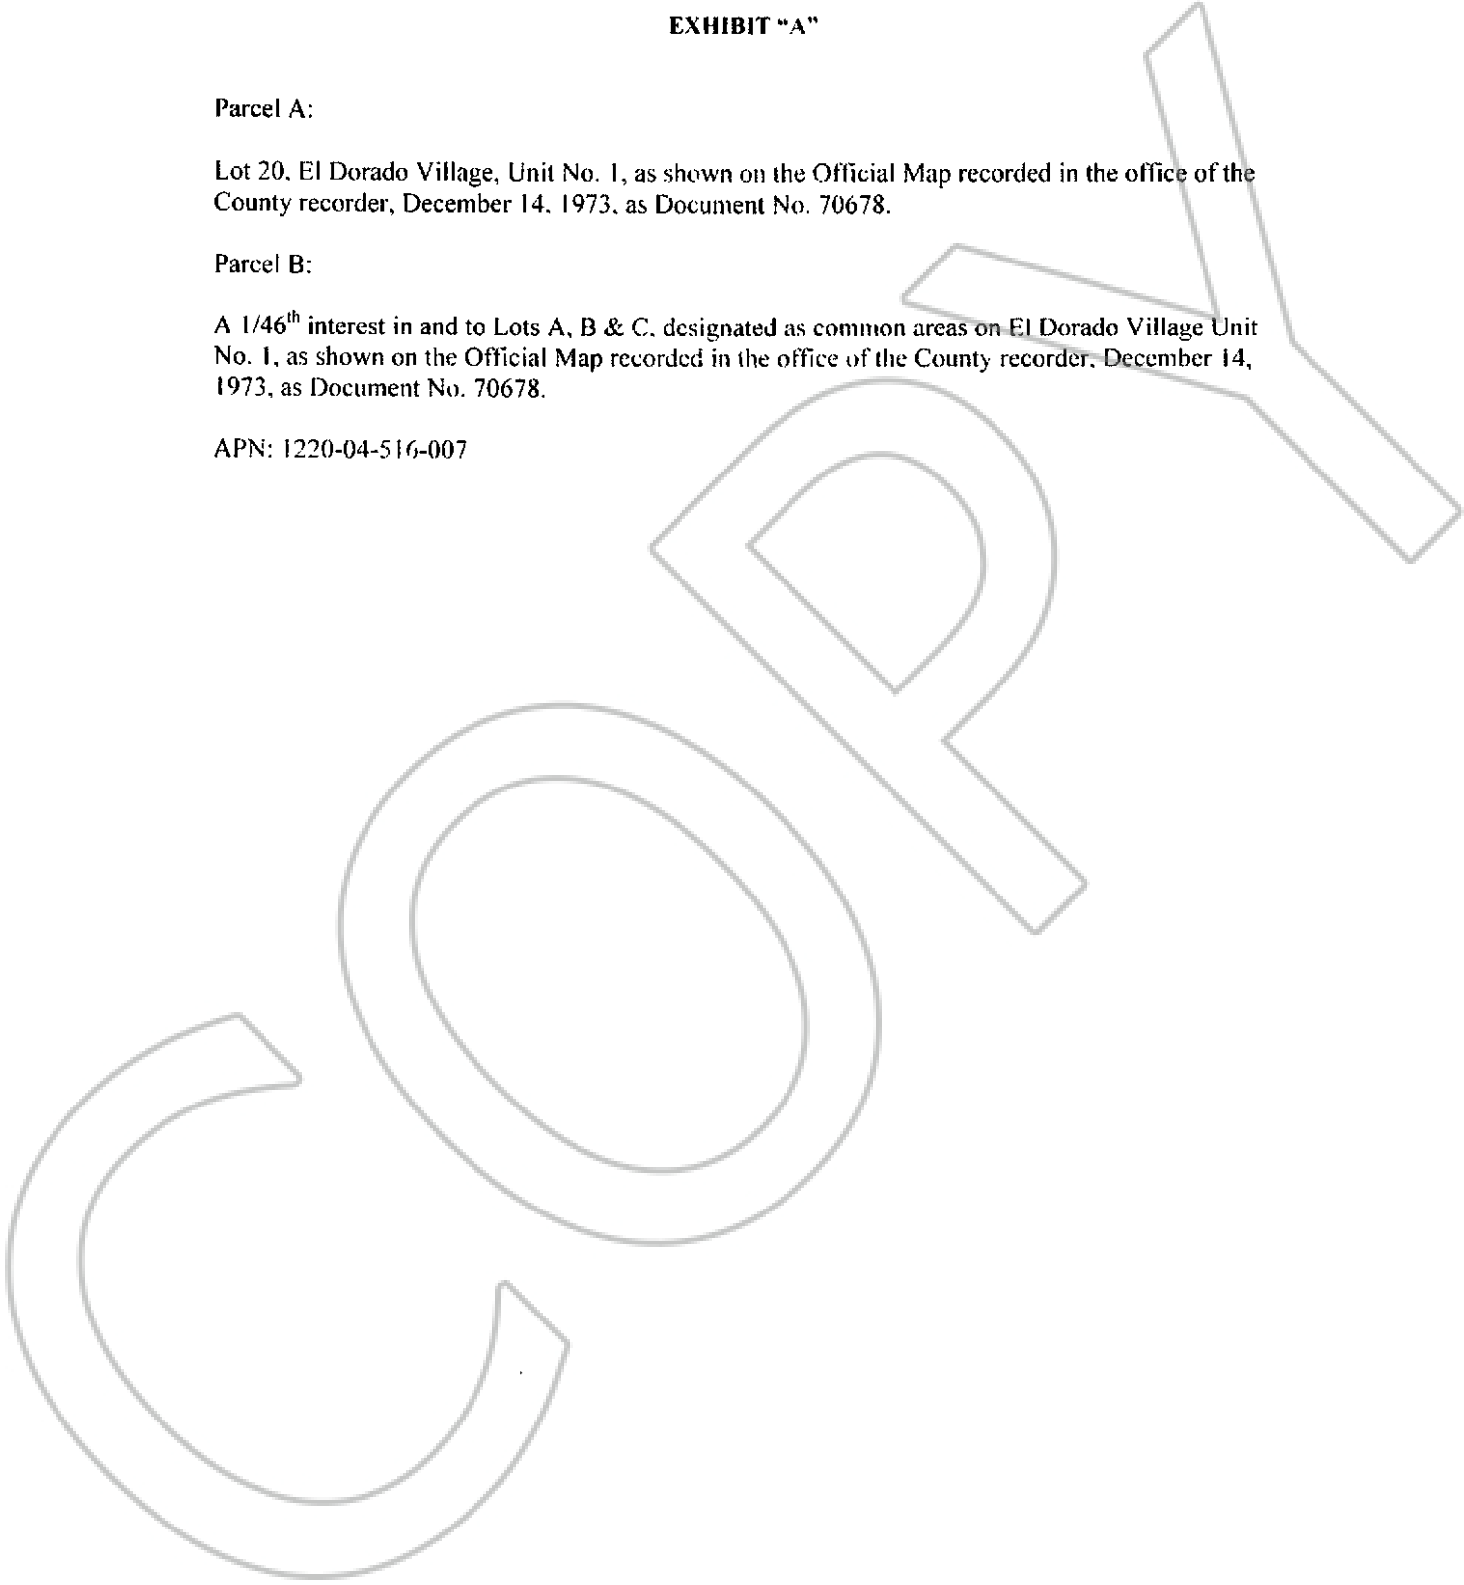 EXHIBIT “A”
Parcel A:
Lot 20, El Dorado Village, Unit No. 1, as shown on the Official Map recorded in the office of the
County recorder, December 14, 1973, as Document No. 70678.
Parcel B:
A 1/46th interest in and to Lots A, B & C, designated as common areas on El Dorado Village Unit
No. 1, as shown on the Official Map recorded in the office of the County recorder, December 14,
1973, as Document No. 70678.
APN: 1220-04-516-007
COPY